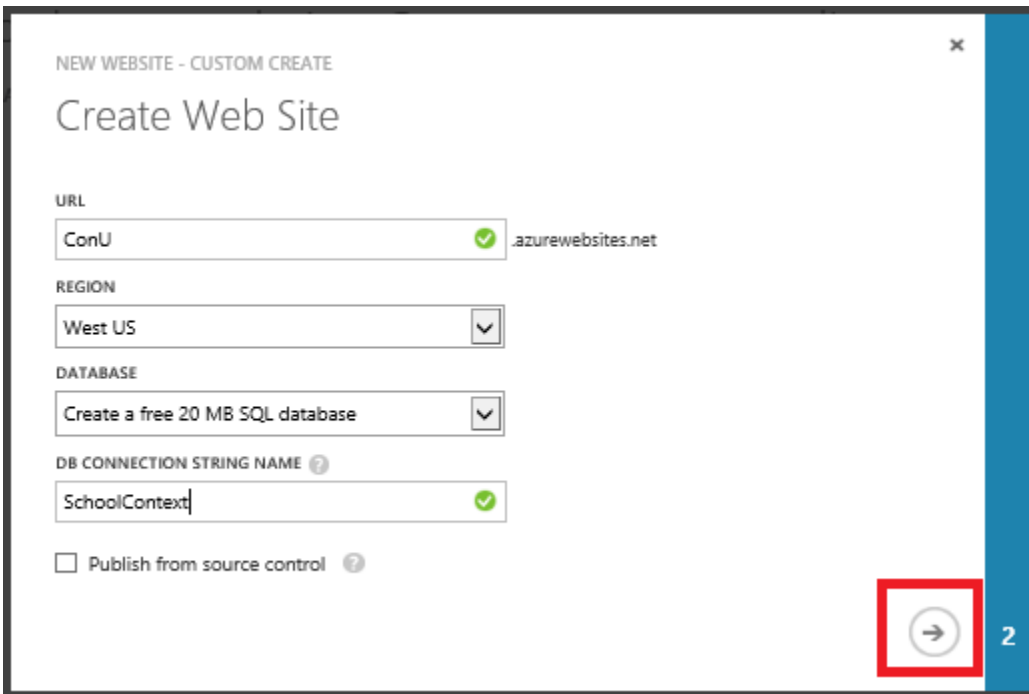 NEW WEBSITE - CUSTOM CREATE
Create Web Site
URL
ConU .azurewebsites.net
REGION
West US
DATABASE
Create a free 20 MB SQL database
DB CONNECTION STRING NAME ?
SchoolContext
Publish from source control ?
2